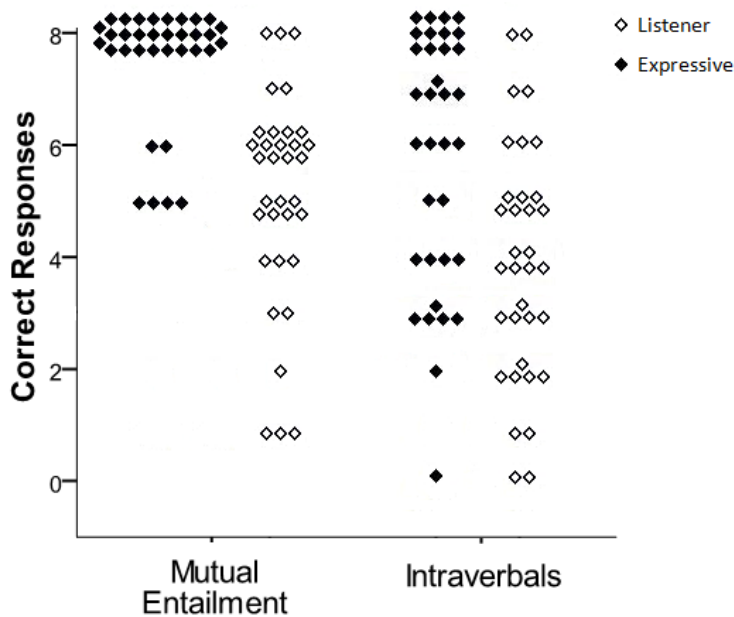 Listener
Expressive
Correct Responses
8
6
4
2
0
Mutual
Entailment
Intraverbals